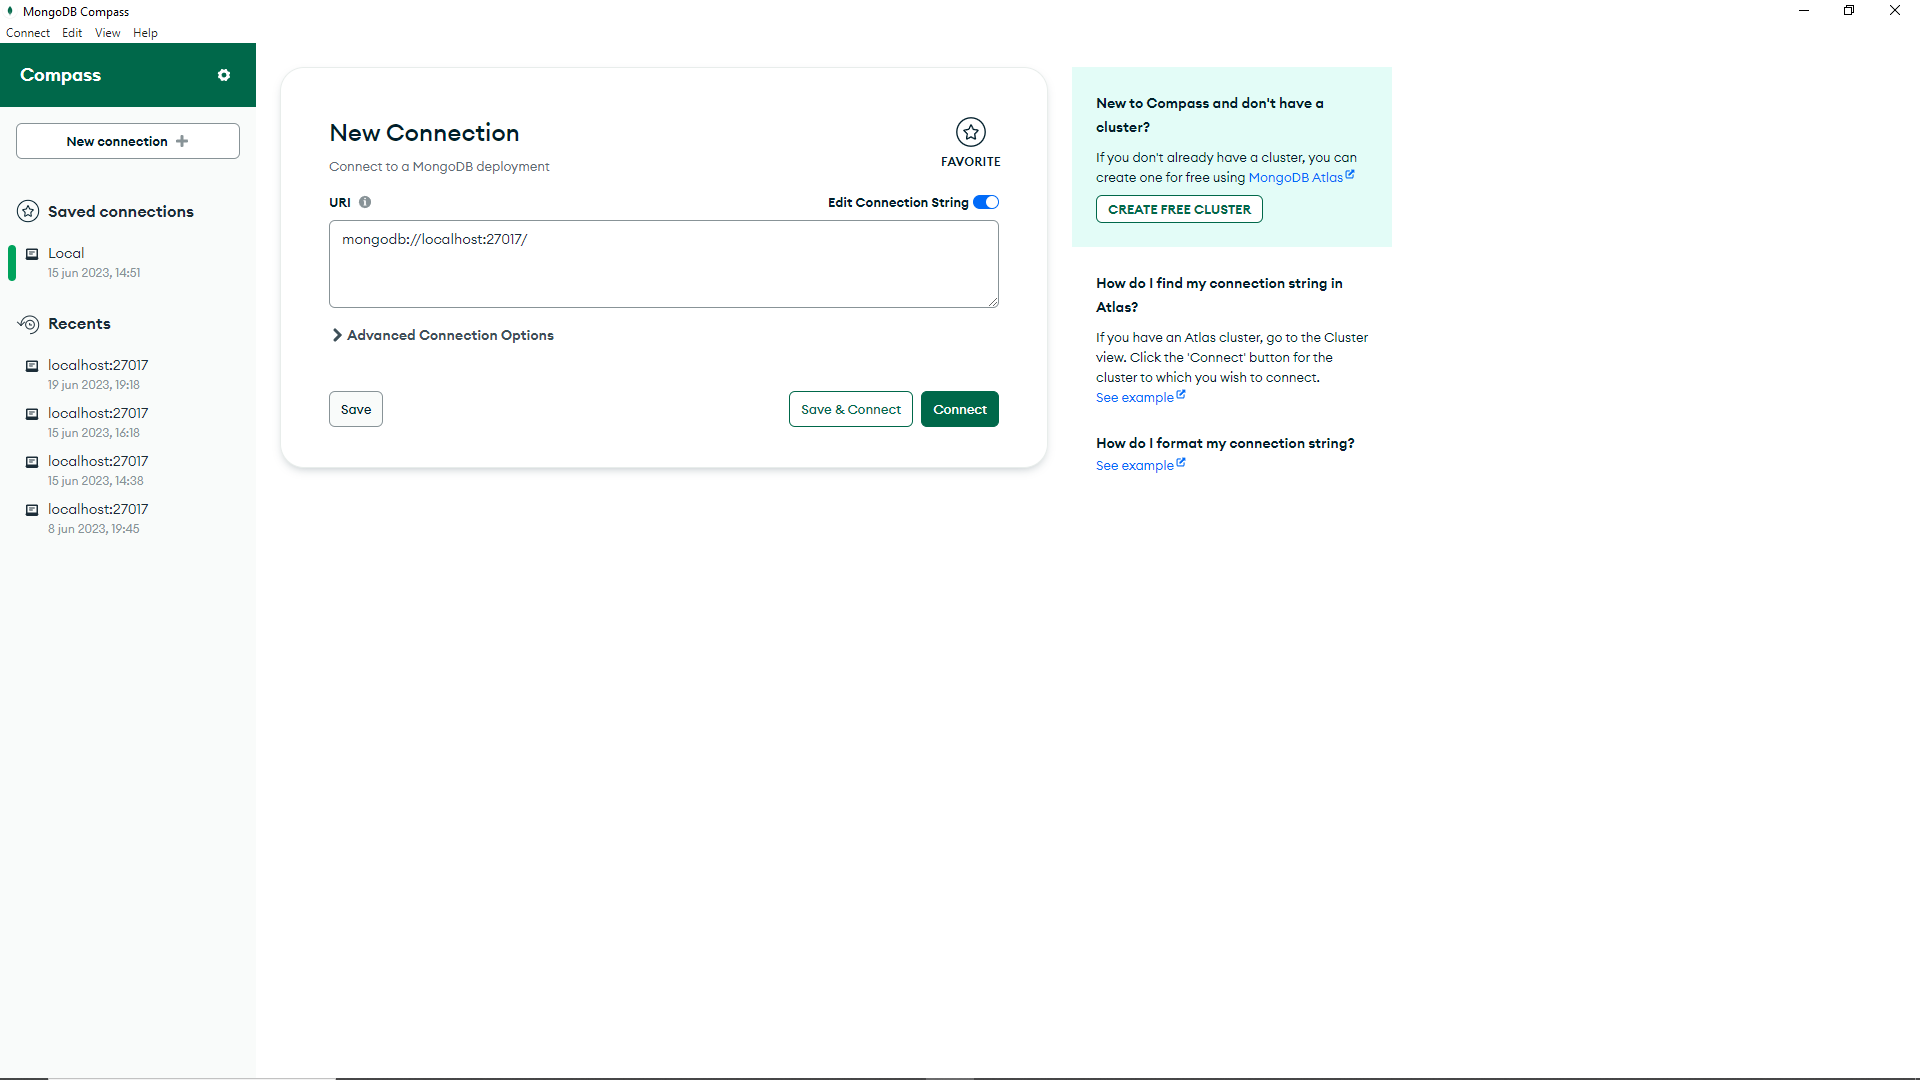 MongoDB Compass
Connect Edit View Help
Compass
New connection
Saved connections
Local
15 jun 2023, 14:51
Recents
localhost:27017
19 jun 2023, 19:18
localhost:27017
15 jun 2023, 16:18
localhost:27017
15 jun 2023, 14:38
localhost:27017
8 jun 2023, 19:45
New Connection
Connect to a MongoDB deployment
FAVORITE
URI
Edit Connection String
mongodb://localhost:27017/
Advanced Connection Options
Save
Save & Connect
Connect
New to Compass and don't have a
cluster?
If you don't already have a cluster, you can
create one for free using MongoDB Atlas
CREATE FREE CLUSTER
How do I find my connection string in
Atlas?
If you have an Atlas cluster, go to the Cluster
view. Click the 'Connect' button for the
cluster to which you wish to connect.
See example
How do I format my connection string?
See example